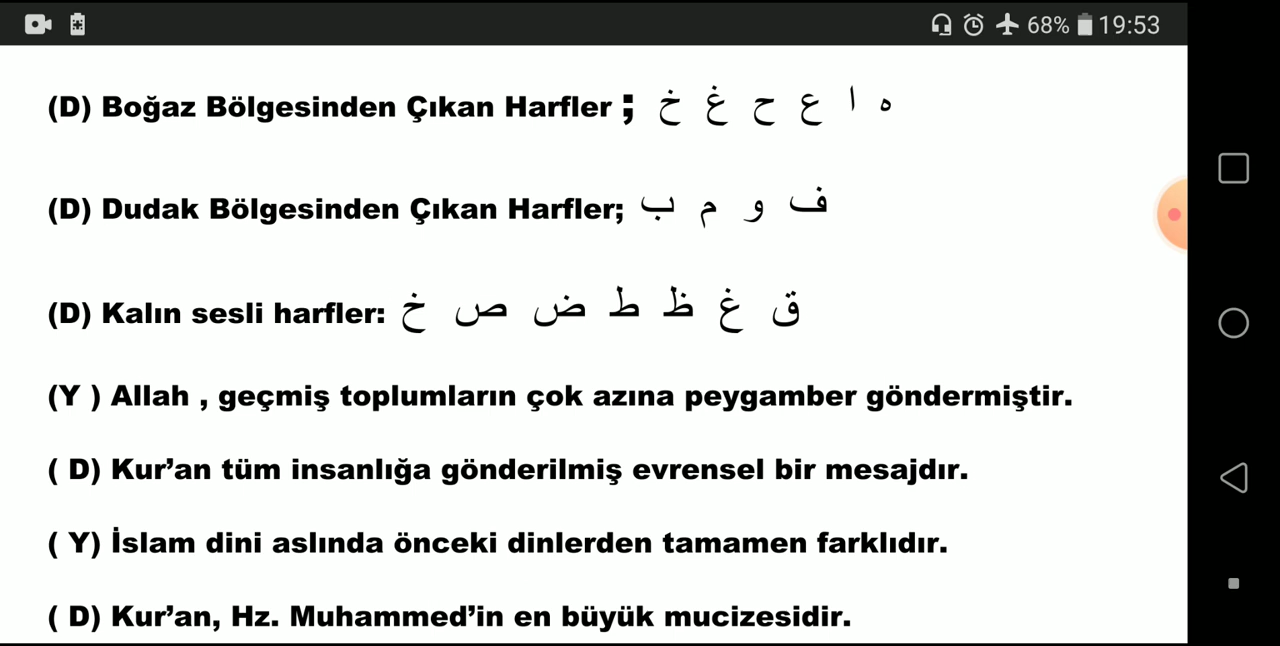 68% 19:53
(D) Boğaz Bölgesinden Çıkan Harfler ; خ غ ح ع ا ه
(D) Dudak Bölgesinden Çıkan Harfler; ب م و ف
(D) Kalın sesli harfler: خ ص ض ط ظ غ ق
(Y ) Allah , geçmiş toplumların çok azına peygamber göndermiştir.
( D) Kur’an tüm insanlığa gönderilmiş evrensel bir mesajdır.
( Y) İslam dini aslında önceki dinlerden tamamen farklıdır.
( D) Kur’an, Hz. Muhammed’in en büyük mucizesidir.